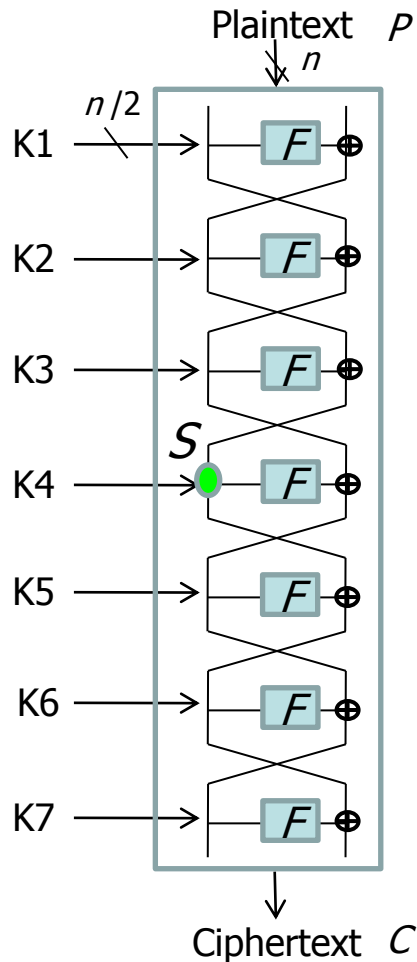 Plaintext P
n
n/2
K1 F
K2 F
K3 F
S
K4 F
K5 F
K6 F
K7 F
Ciphertext C